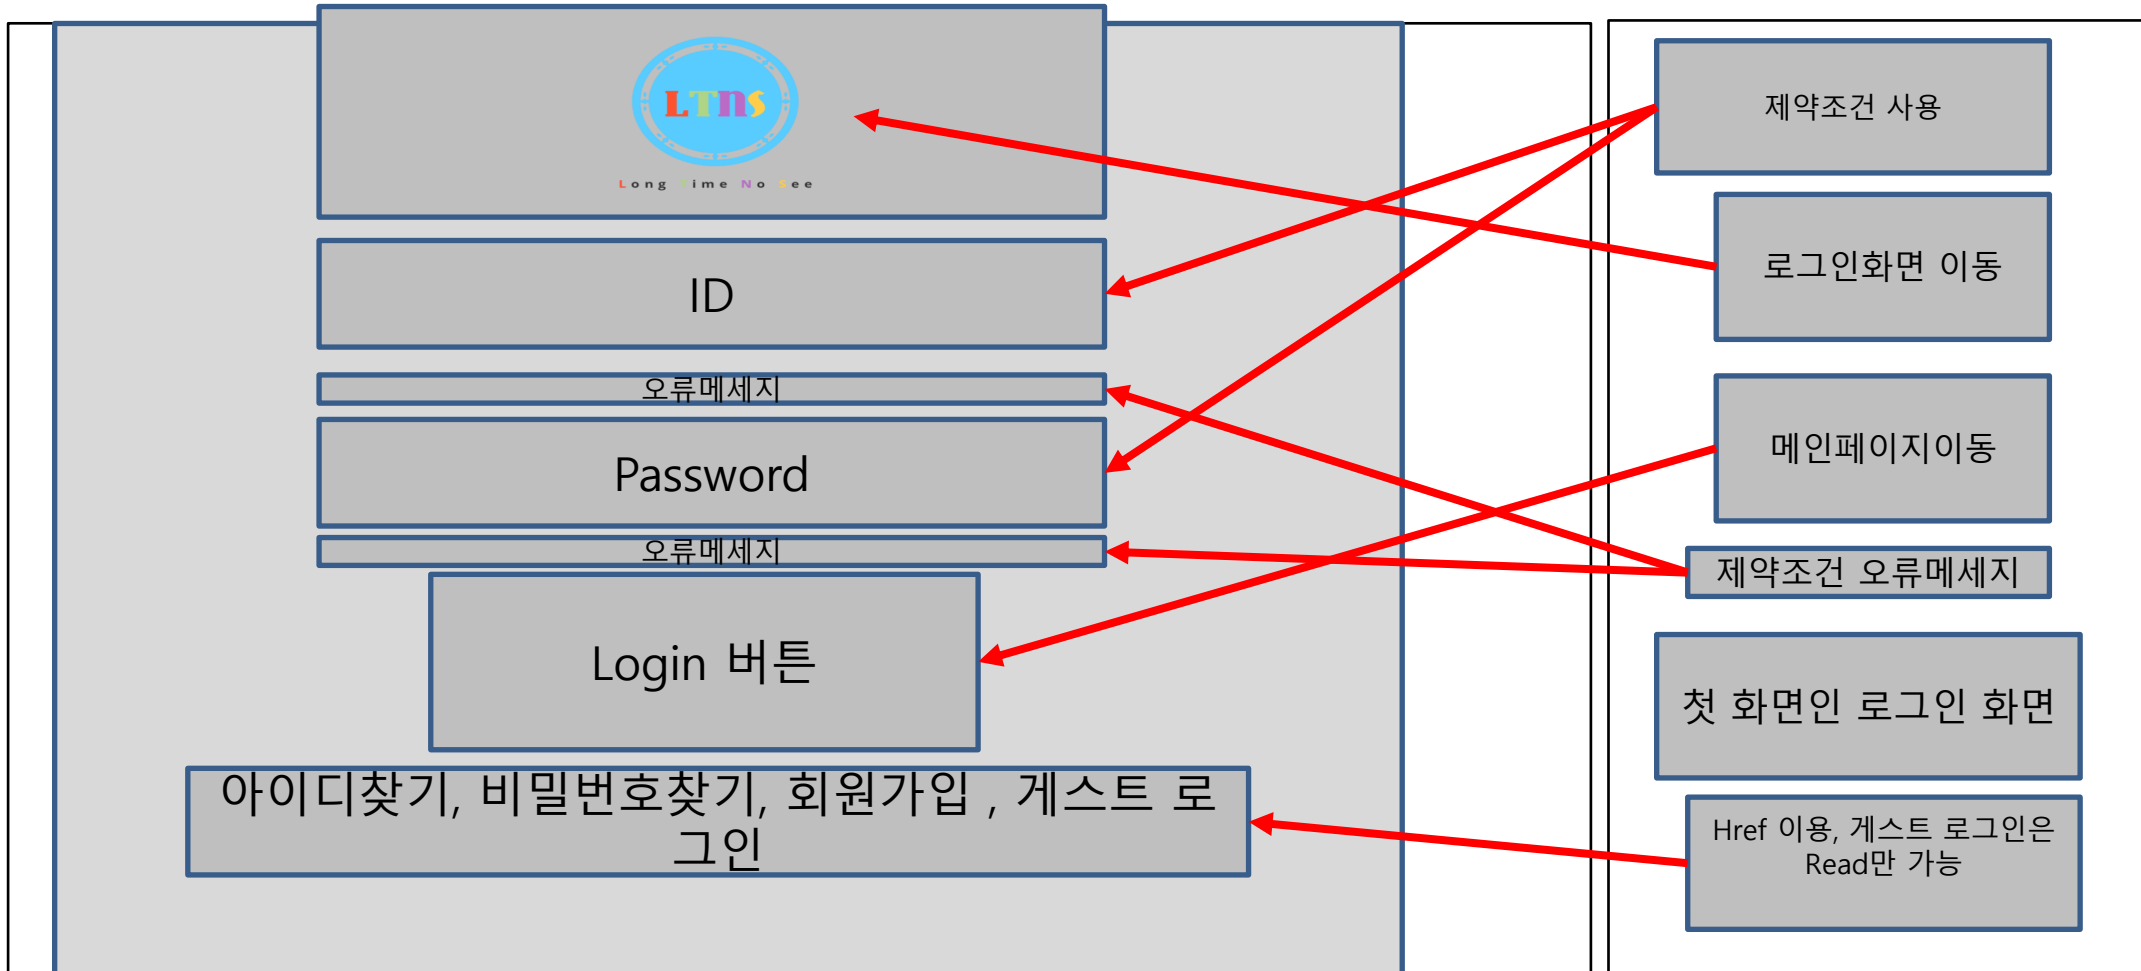 LTNS
Long Time No See
ID
오류메세지
Password
오류메세지
Login 버튼
아이디찾기, 비밀번호찾기, 회원가입 , 게스트 로
그인
제약조건 사용
로그인화면 이동
메인페이지이동
제약조건 오류메세지
첫 화면인 로그인 화면
Href 이용, 게스트 로그인은
Read만 가능